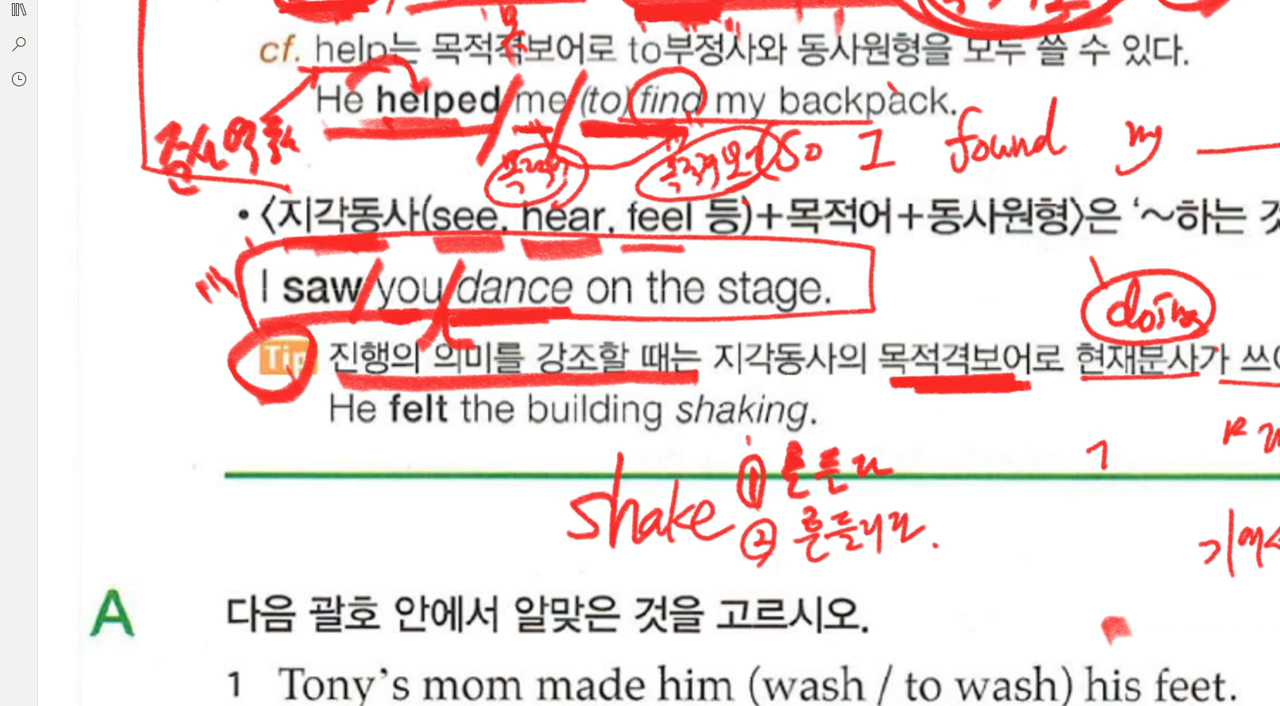 cf. help는 목적격보어로 to부정사와 동사원형을 모두 쓸 수 있다.
He helped me (to) find my backpack.
준사역동사
목적어 목적격보어 so I found my
• 〈지각동사(see, hear, feel 등)+목적어+동사원형〉은 ‘~하는 것
I saw you dance on the stage.
doing
Tip 진행의 의미를 강조할 때는 지각동사의 목적격보어로 현재분사가 쓰
He felt the building shaking.
shake ① 흔들다
② 흔들리다.
A 다음 괄호 안에서 알맞은 것을 고르시오.
1 Tony’s mom made him (wash / to wash) his feet.